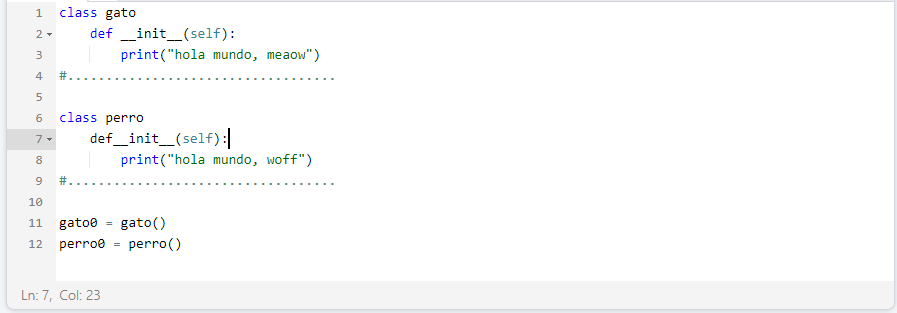 1 class gato
2 def __init__(self):
3 print("hola mundo, meaow")
4 #...................................
5
6 class perro
7 def__init__(self):
8 print("hola mundo, woff")
9 #...................................
10
11 gato0 = gato()
12 perro0 = perro()
Ln: 7, Col: 23